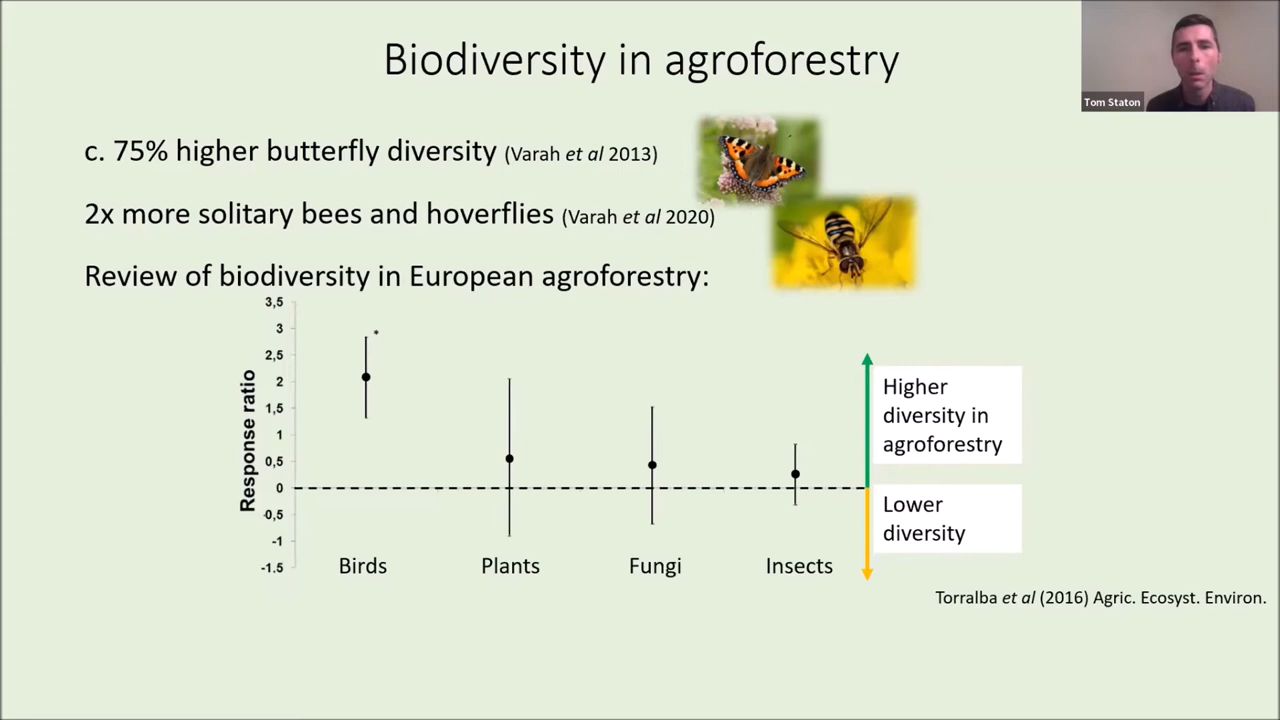 Biodiversity in agroforestry
Tom Staton
c. 75% higher butterfly diversity (Varah et al 2013)
2x more solitary bees and hoverflies (Varah et al 2020)
Review of biodiversity in European agroforestry:
Response ratio
3,5
3
2,5
2
1,5
1
0,5
0
0,5
-1
-1.5
*
Birds
Plants
Fungi
Insects
Higher
diversity in
agroforestry
Lower
diversity
Torralba et al (2016) Agric. Ecosyst. Environ.